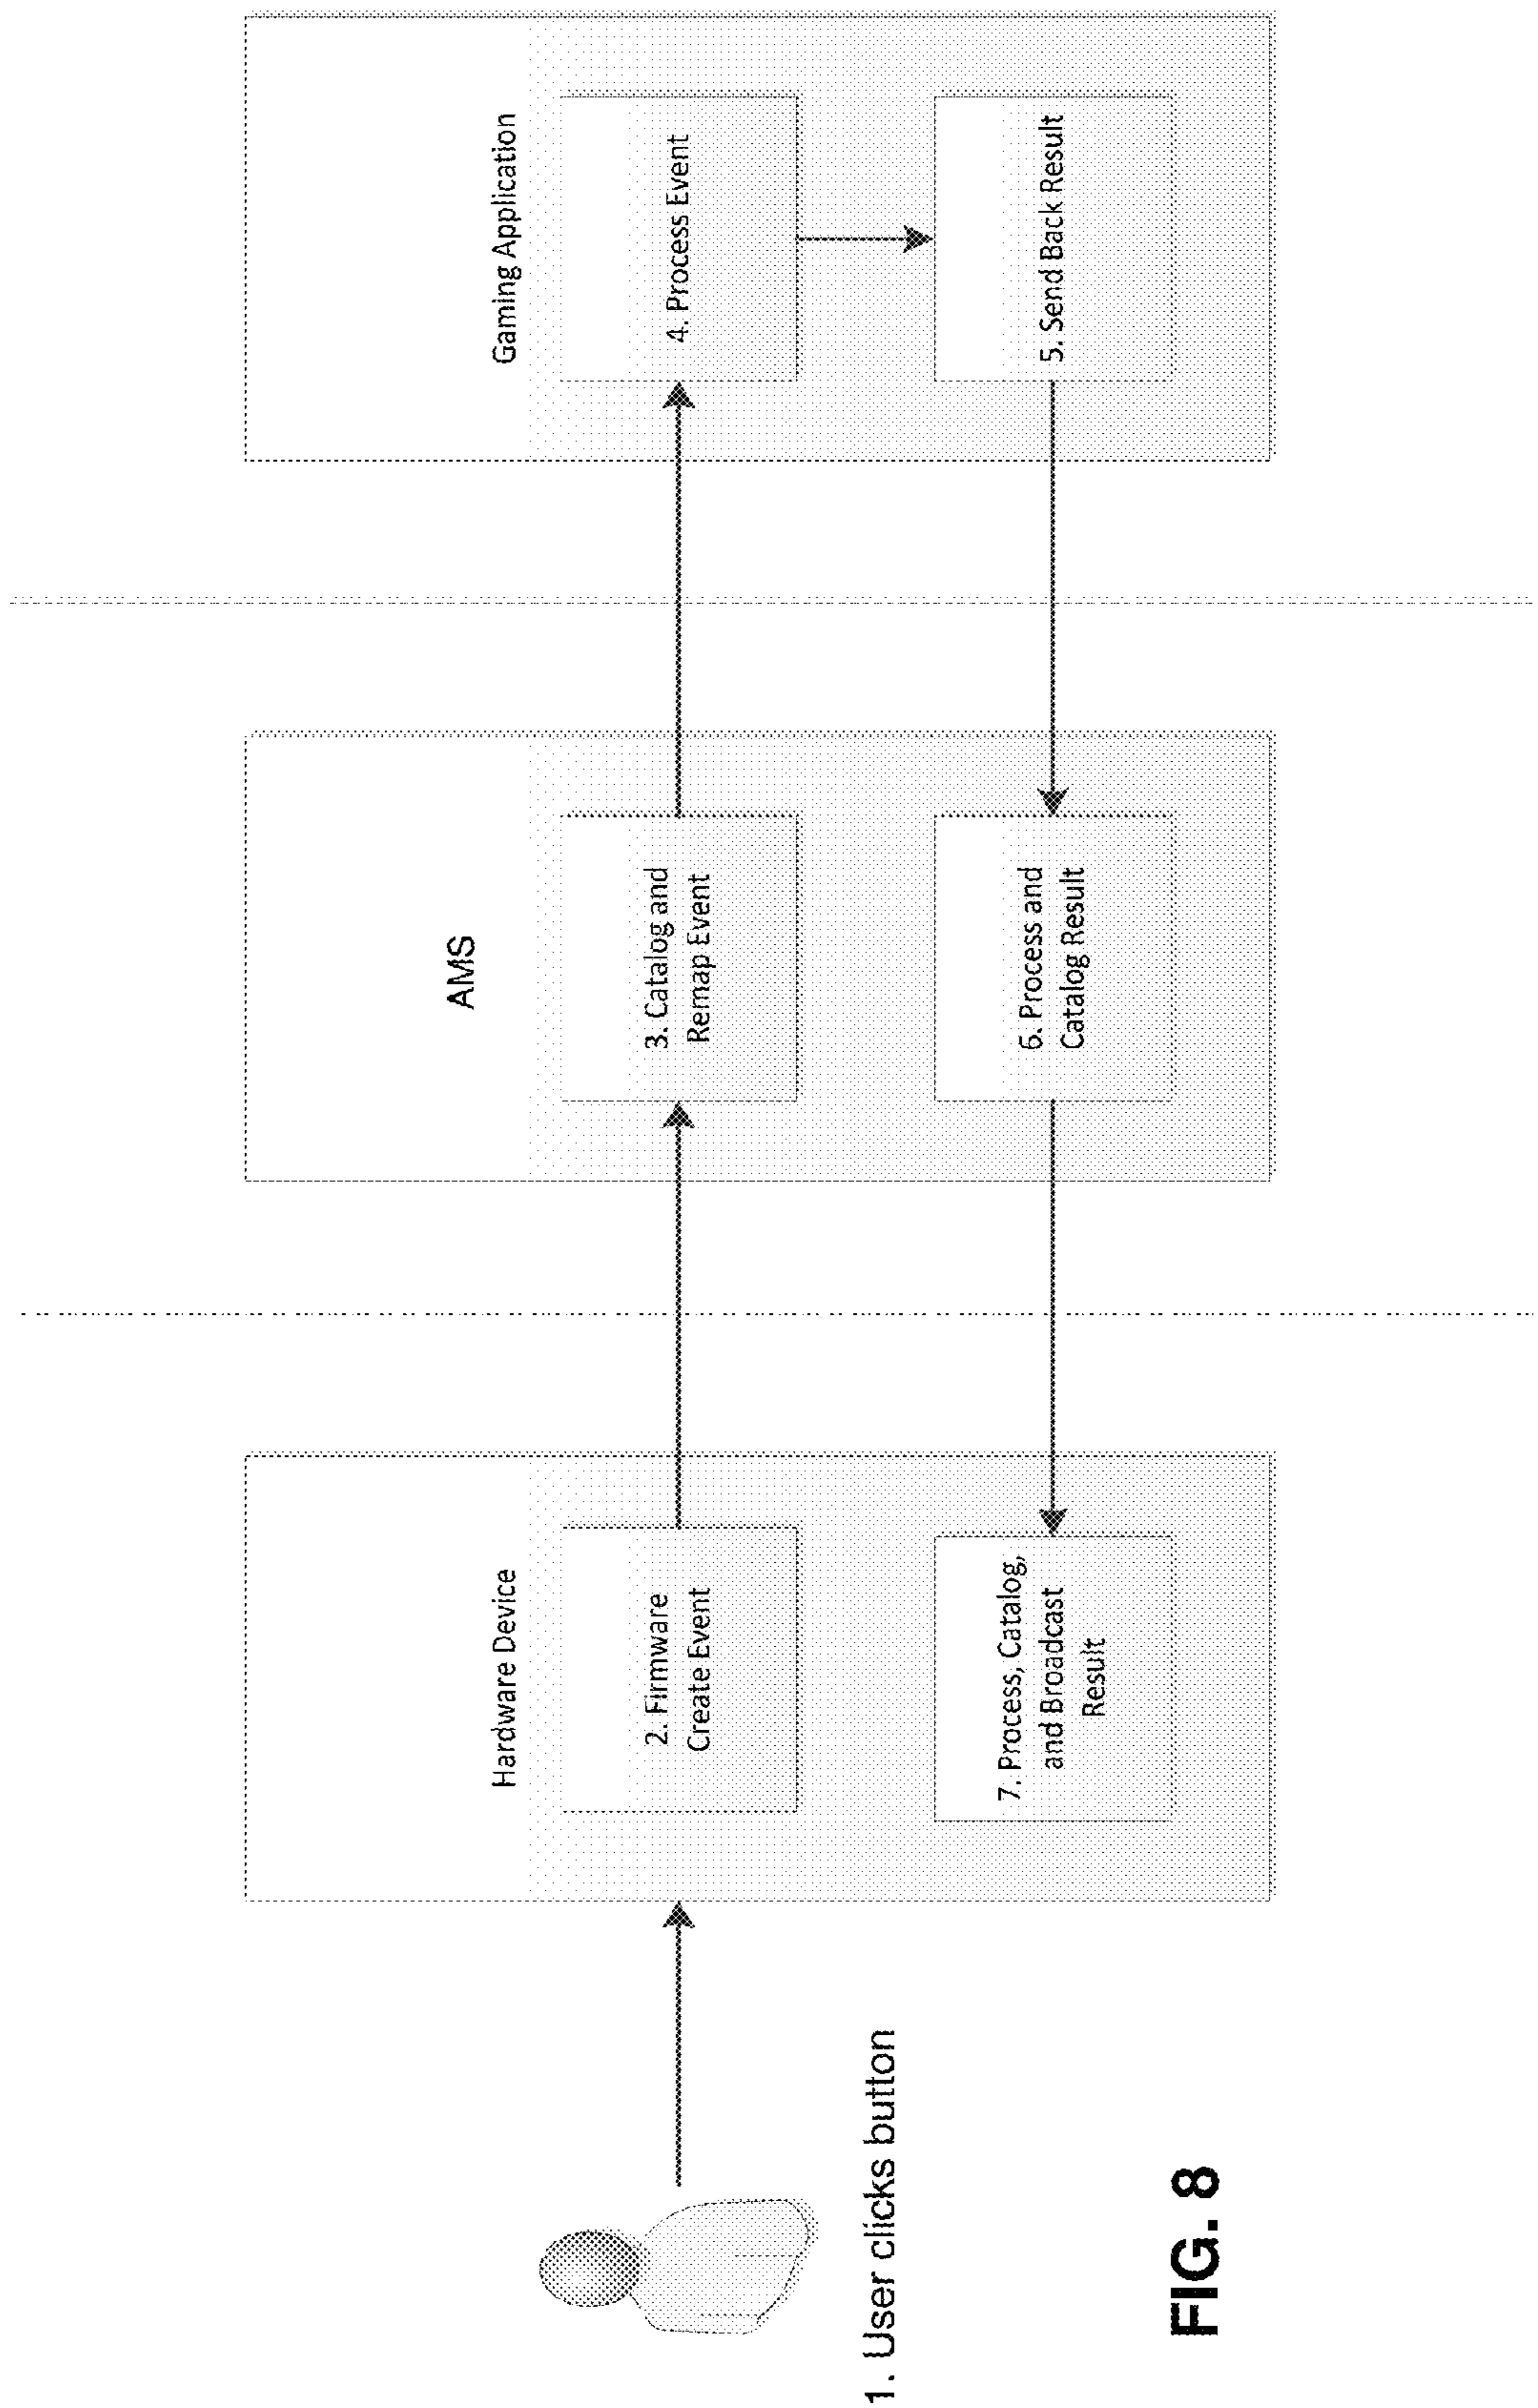 Hardware Device
AMS
Gaming Application
1. User clicks button
2. Firmware
Create Event
3. Catalog and
Remap Event
4. Process Event
5. Send Back Result
6. Process and
Catalog Result
7. Process, Catalog,
and Broadcast
Result
FIG. 8